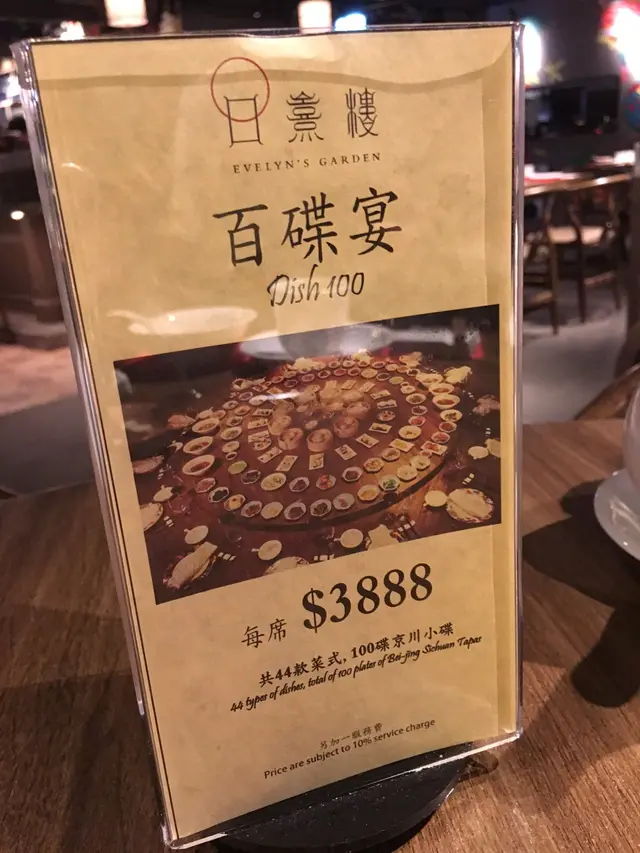 日景樓
EVELYN'S GARDEN
百碟宴
Dish 100
每席 $3888
共44款菜式, 100碟京川小碟
44 types of dishes, total of 100 plates of Bei-jing Sichuan Tapas
另加一服務費
Price are subject to 10% service charge